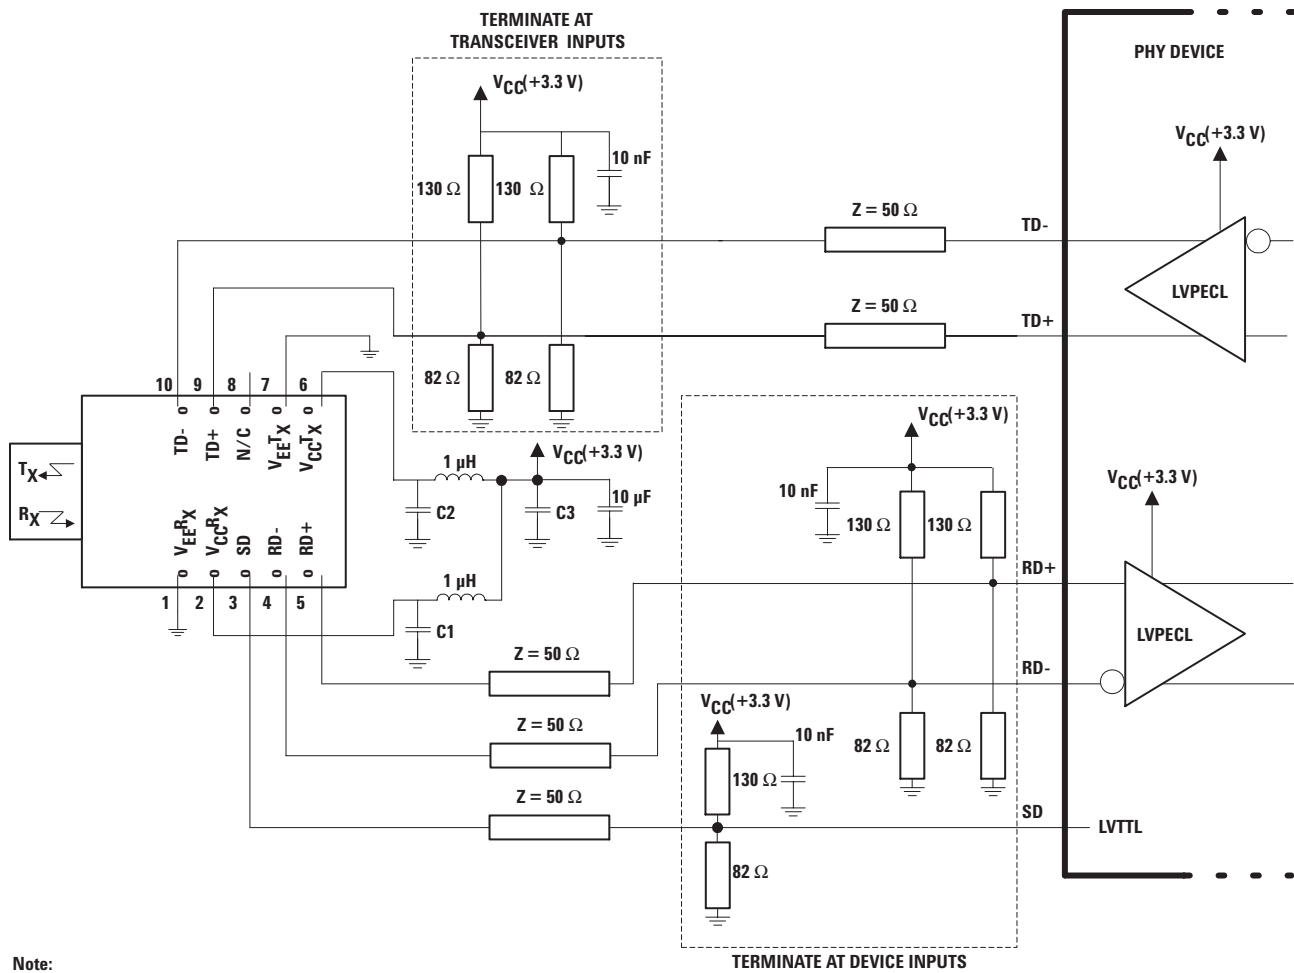 TERMINATE AT
TRANSCEIVER INPUTS
PHY DEVICE
VCC(+3.3 V)
VCC(+3.3 V)
10 nF
130 Ω
130 Ω
Z = 50 Ω
TD-
LVPECL
Z = 50 Ω
TD+
82 Ω
82 Ω
10
9
8
7
6
TD-
TD+
N/C
VEETX
VCCTX
TX
RX
VEERX
VCCRX
SD
RD-
RD+
1
2
3
4
5
1 µH
VCC(+3.3 V)
C2
C3
10 µF
1 µH
C1
VCC(+3.3 V)
10 nF
130 Ω
130 Ω
VCC(+3.3 V)
RD+
LVPECL
Z = 50 Ω
RD-
VCC(+3.3 V)
Z = 50 Ω
10 nF
82 Ω
82 Ω
130 Ω
Z = 50 Ω
SD
LVTTL
82 Ω
TERMINATE AT DEVICE INPUTS
Note: